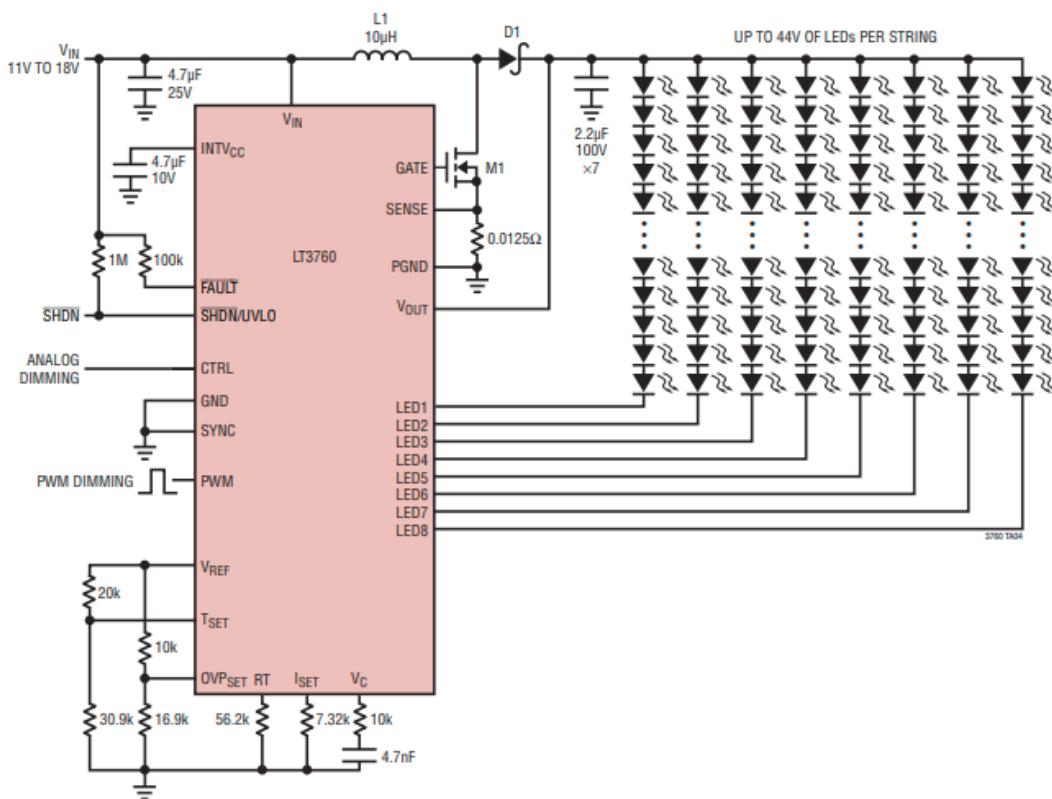 L1
10µH
D1
UP TO 44V OF LEDs PER STRING
VIN
11V TO 18V
4.7µF
25V
VIN
2.2µF
100V
×7
INTVCC
4.7µF
10V
GATE
M1
SENSE
0.0125Ω
1M
100k
LT3760
PGND
FAULT
VOUT
SHDN
SHDN/UVLO
ANALOG
DIMMING
CTRL
GND
SYNC
LED1
LED2
LED3
LED4
LED5
LED6
LED7
LED8
PWM DIMMING
PWM
3760 TA04
VREF
20k
TSET
10k
OVPSET
RT
ISET
VC
30.9k
16.9k
56.2k
7.32k
10k
4.7nF